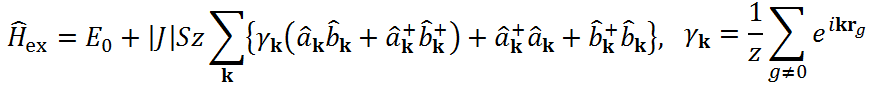 Ĥ_ex = E_0 + |J|Sz ∑_𝐤 {γ_𝐤(â_𝐤 b̂_𝐤 + â_𝐤^+ b̂_𝐤^+) + â_𝐤^+ â_𝐤 + b̂_𝐤^+ b̂_𝐤}, γ_𝐤 = 1/z ∑_{g≠0} e^{i𝐤𝐫_g}